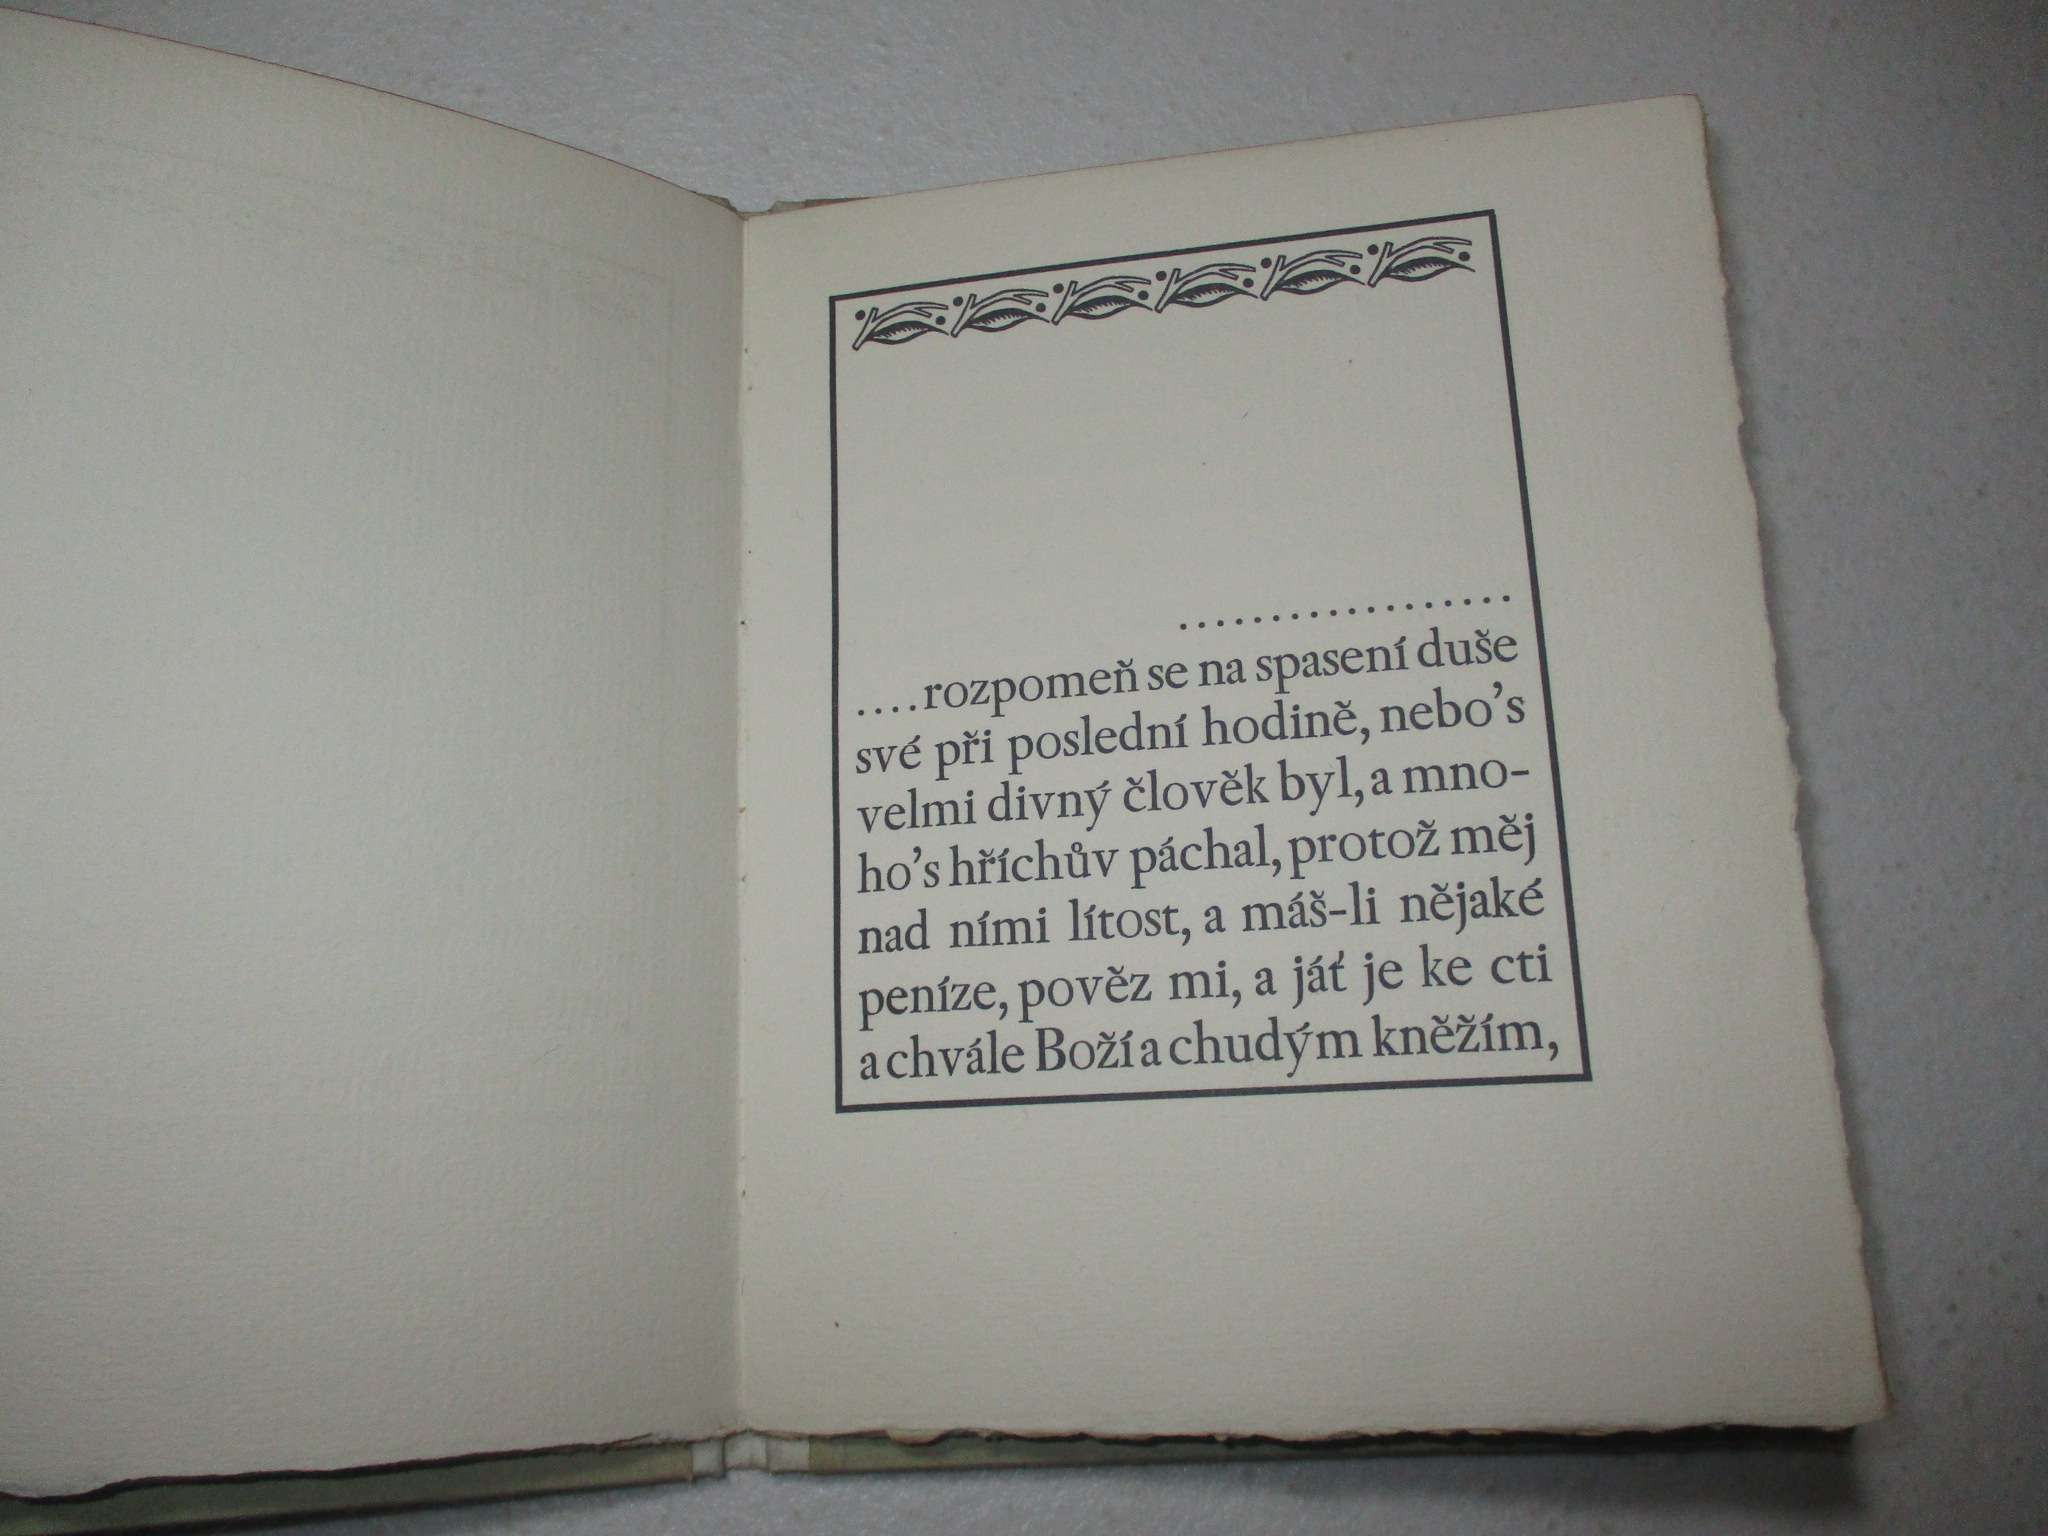 ..................
....rozpomeň se na spasení duše
své při poslední hodině, nebo’s
velmi divný člověk byl, a mno-
ho’s hříchův páchal, protož měj
nad ními lítost, a máš-li nějaké
peníze, pověz mi, a jáť je ke cti
a chvále Boží a chudým kněžím,